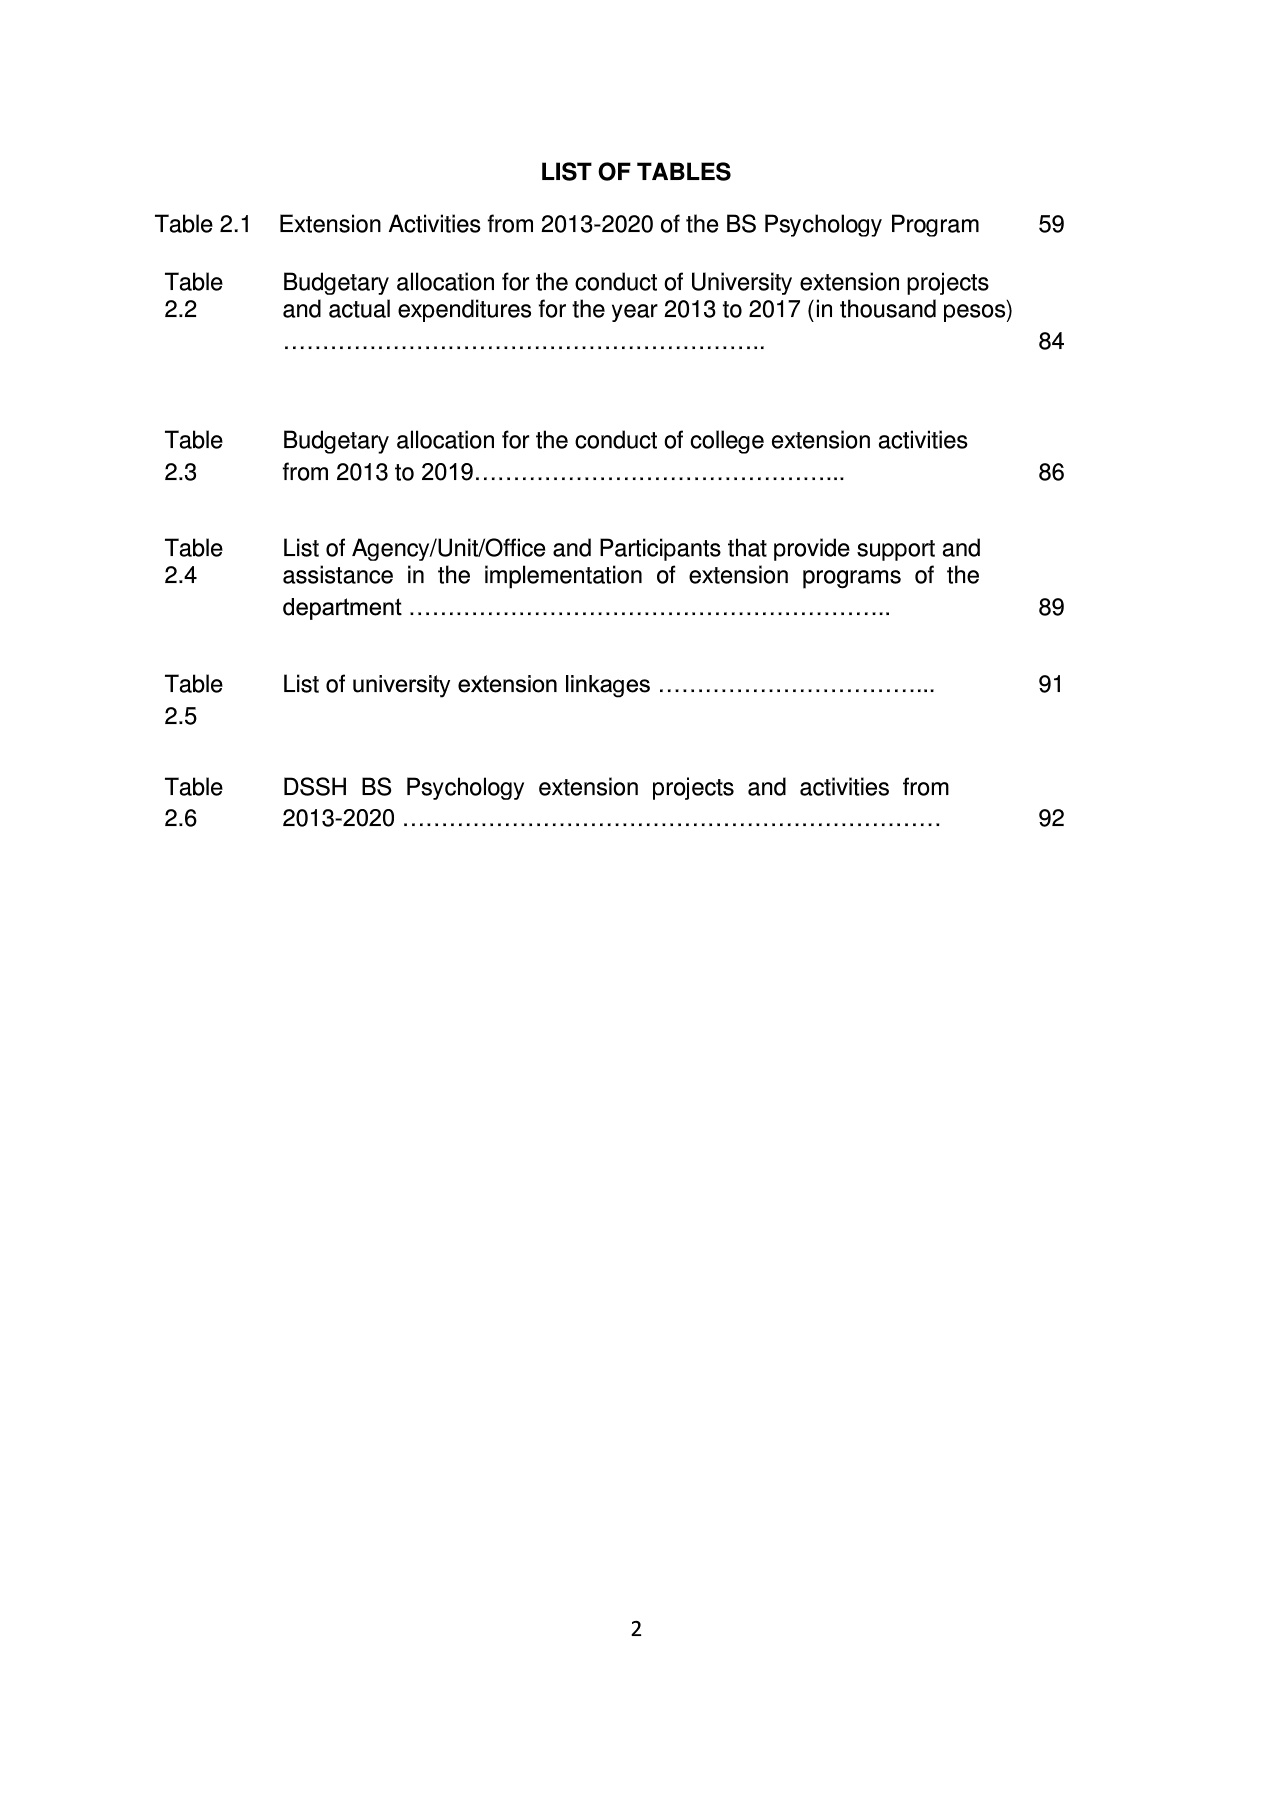 LIST OF TABLES
Table 2.1 Extension Activities from 2013-2020 of the BS Psychology Program 59
Table Budgetary allocation for the conduct of University extension projects
2.2 and actual expenditures for the year 2013 to 2017 (in thousand pesos)
…………………………………………………….. 84
Table Budgetary allocation for the conduct of college extension activities
2.3 from 2013 to 2019………………………………………... 86
Table List of Agency/Unit/Office and Participants that provide support and
2.4 assistance in the implementation of extension programs of the
department …………………………………………………….. 89
Table List of university extension linkages ……………………………... 91
2.5
Table DSSH BS Psychology extension projects and activities from
2.6 2013-2020 …………………………………………………………… 92
2